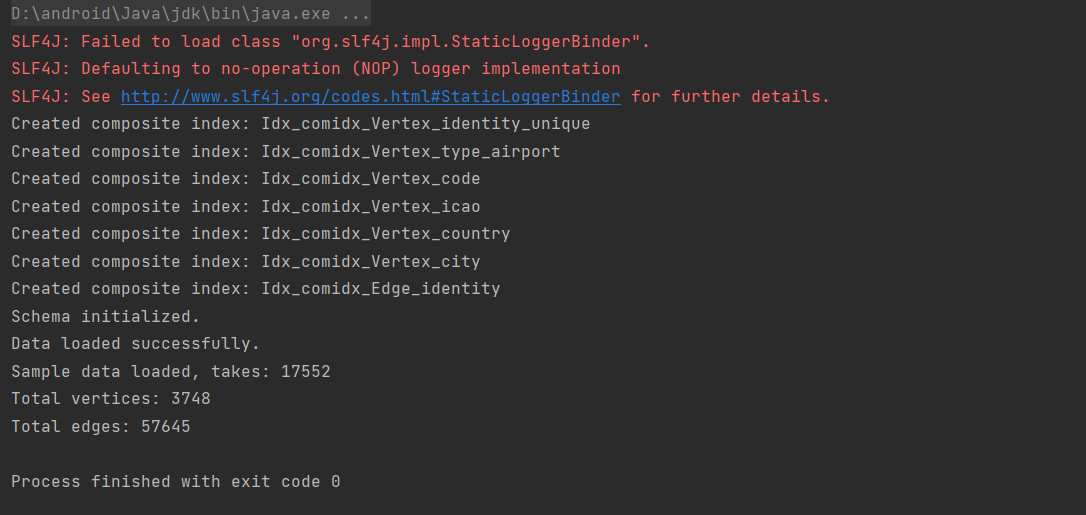 D:\android\Java\jdk\bin\java.exe ...
SLF4J: Failed to load class "org.slf4j.impl.StaticLoggerBinder".
SLF4J: Defaulting to no-operation (NOP) logger implementation
SLF4J: See http://www.slf4j.org/codes.html#StaticLoggerBinder for further details.
Created composite index: Idx_comidx_Vertex_identity_unique
Created composite index: Idx_comidx_Vertex_type_airport
Created composite index: Idx_comidx_Vertex_code
Created composite index: Idx_comidx_Vertex_icao
Created composite index: Idx_comidx_Vertex_country
Created composite index: Idx_comidx_Vertex_city
Created composite index: Idx_comidx_Edge_identity
Schema initialized.
Data loaded successfully.
Sample data loaded, takes: 17552
Total vertices: 3748
Total edges: 57645
Process finished with exit code 0